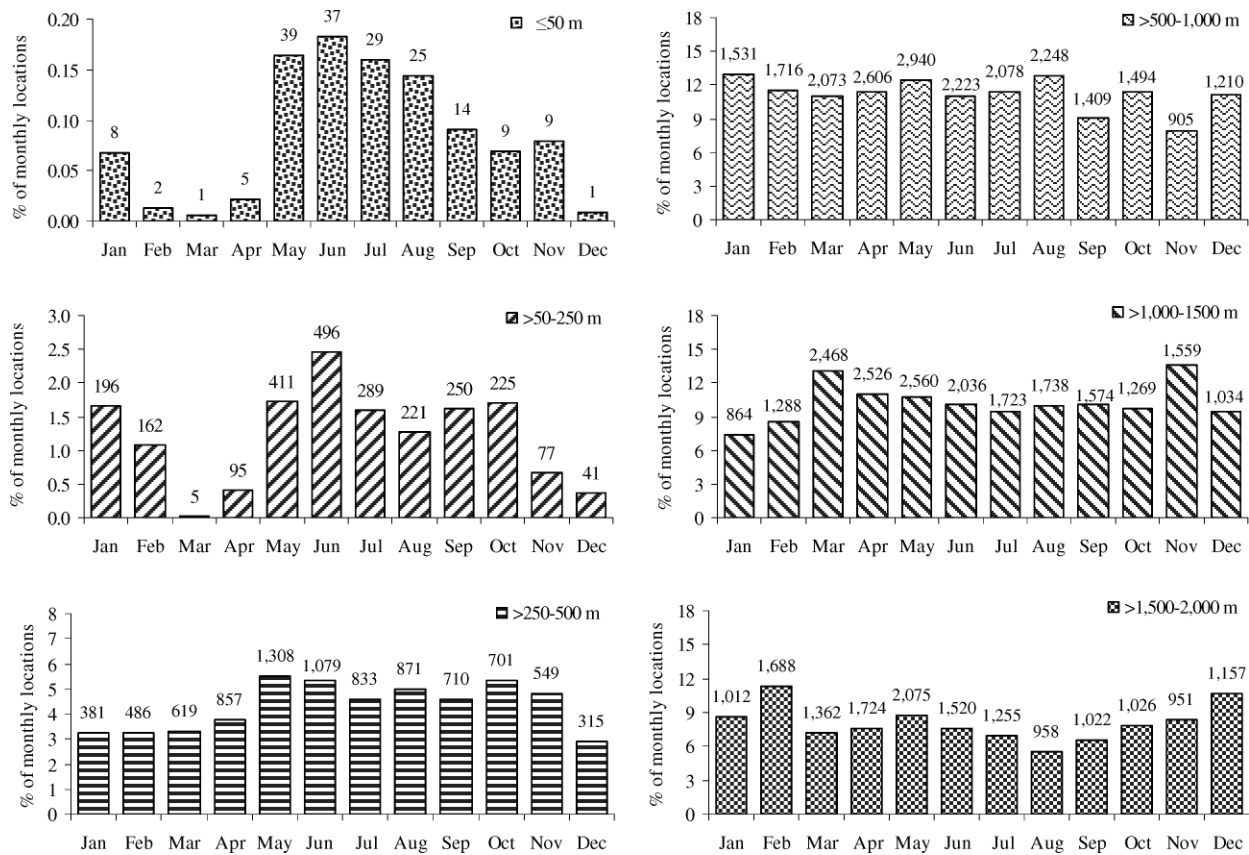 % of monthly locations
≤50 m
0.20
0.15
0.10
0.05
0.00
8 2 1 5 39 37 29 25 14 9 9 1
Jan Feb Mar Apr May Jun Jul Aug Sep Oct Nov Dec
% of monthly locations
>500-1,000 m
18
15
12
9
6
3
0
1,531 1,716 2,073 2,606 2,940 2,223 2,078 2,248 1,409 1,494 905 1,210
Jan Feb Mar Apr May Jun Jul Aug Sep Oct Nov Dec
% of monthly locations
>50-250 m
3.0
2.5
2.0
1.5
1.0
0.5
0.0
196 162 5 95 411 496 289 221 250 225 77 41
Jan Feb Mar Apr May Jun Jul Aug Sep Oct Nov Dec
% of monthly locations
>1,000-1500 m
18
15
12
9
6
3
0
864 1,288 2,468 2,526 2,560 2,036 1,723 1,738 1,574 1,269 1,559 1,034
Jan Feb Mar Apr May Jun Jul Aug Sep Oct Nov Dec
% of monthly locations
>250-500 m
8
7
6
5
4
3
2
1
0
381 486 619 857 1,308 1,079 833 871 710 701 549 315
Jan Feb Mar Apr May Jun Jul Aug Sep Oct Nov Dec
% of monthly locations
>1,500-2,000 m
18
15
12
9
6
3
0
1,012 1,688 1,362 1,724 2,075 1,520 1,255 958 1,022 1,026 951 1,157
Jan Feb Mar Apr May Jun Jul Aug Sep Oct Nov Dec